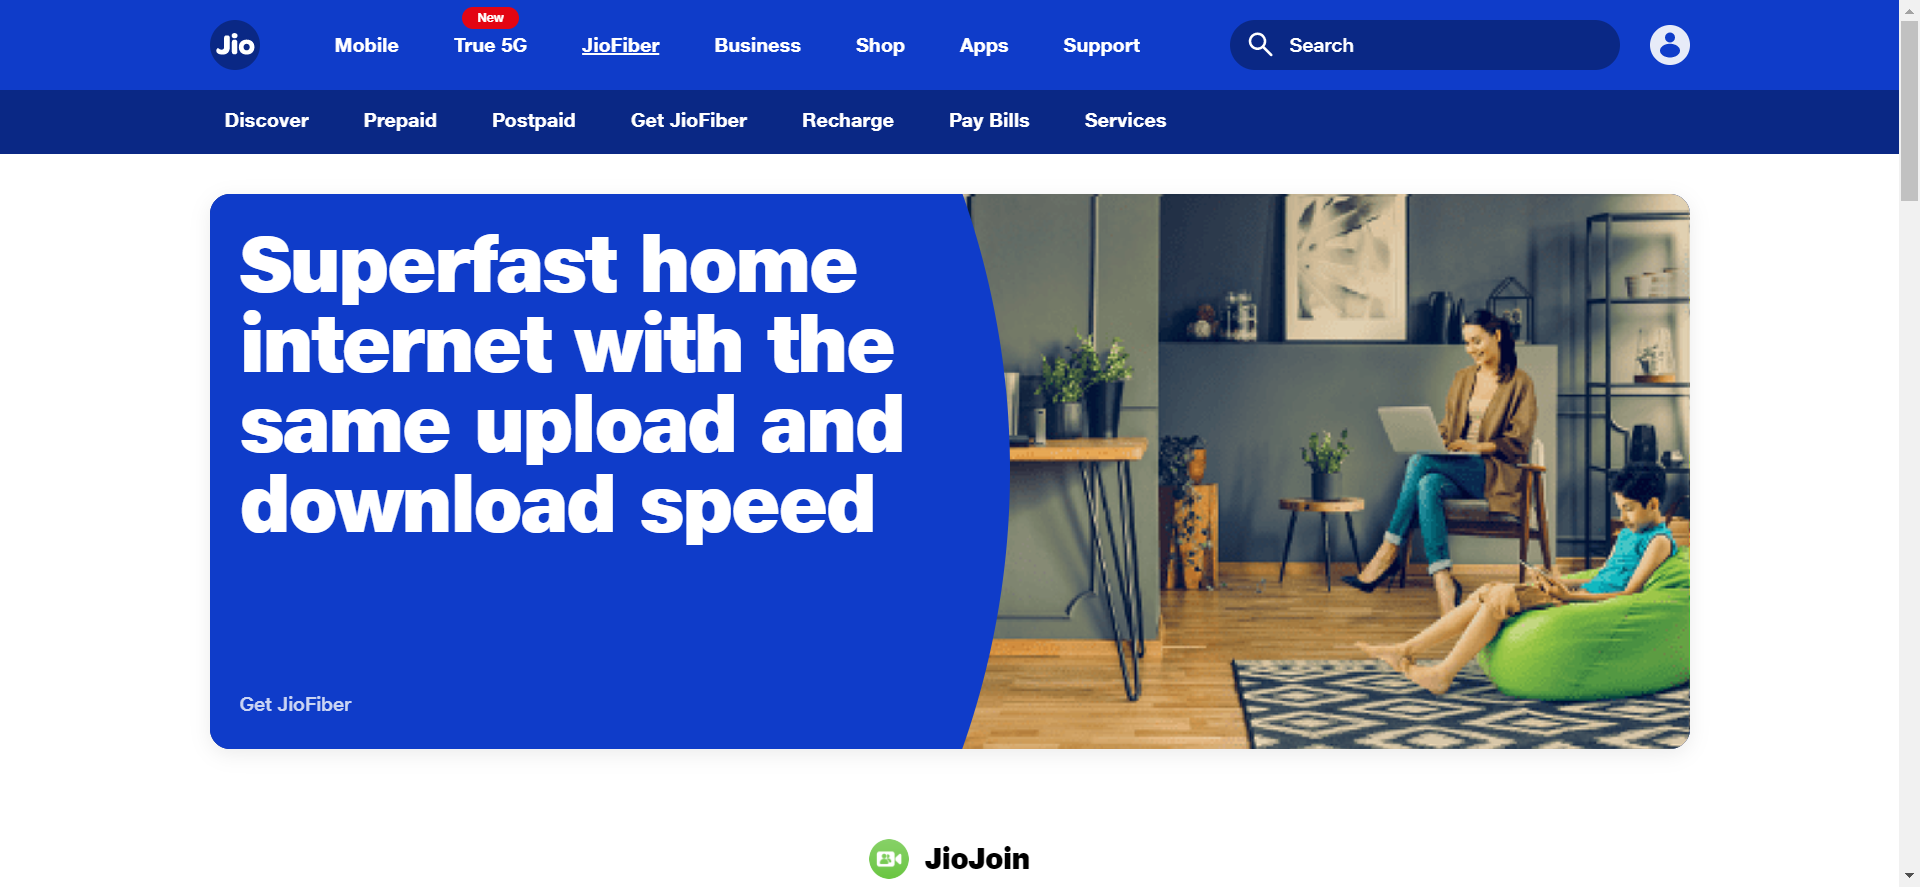 Jio
Mobile
New
True 5G
JioFiber
Business
Shop
Apps
Support
Search
Discover
Prepaid
Postpaid
Get JioFiber
Recharge
Pay Bills
Services
Superfast home
internet with the
same upload and
download speed
Get JioFiber
JioJoin